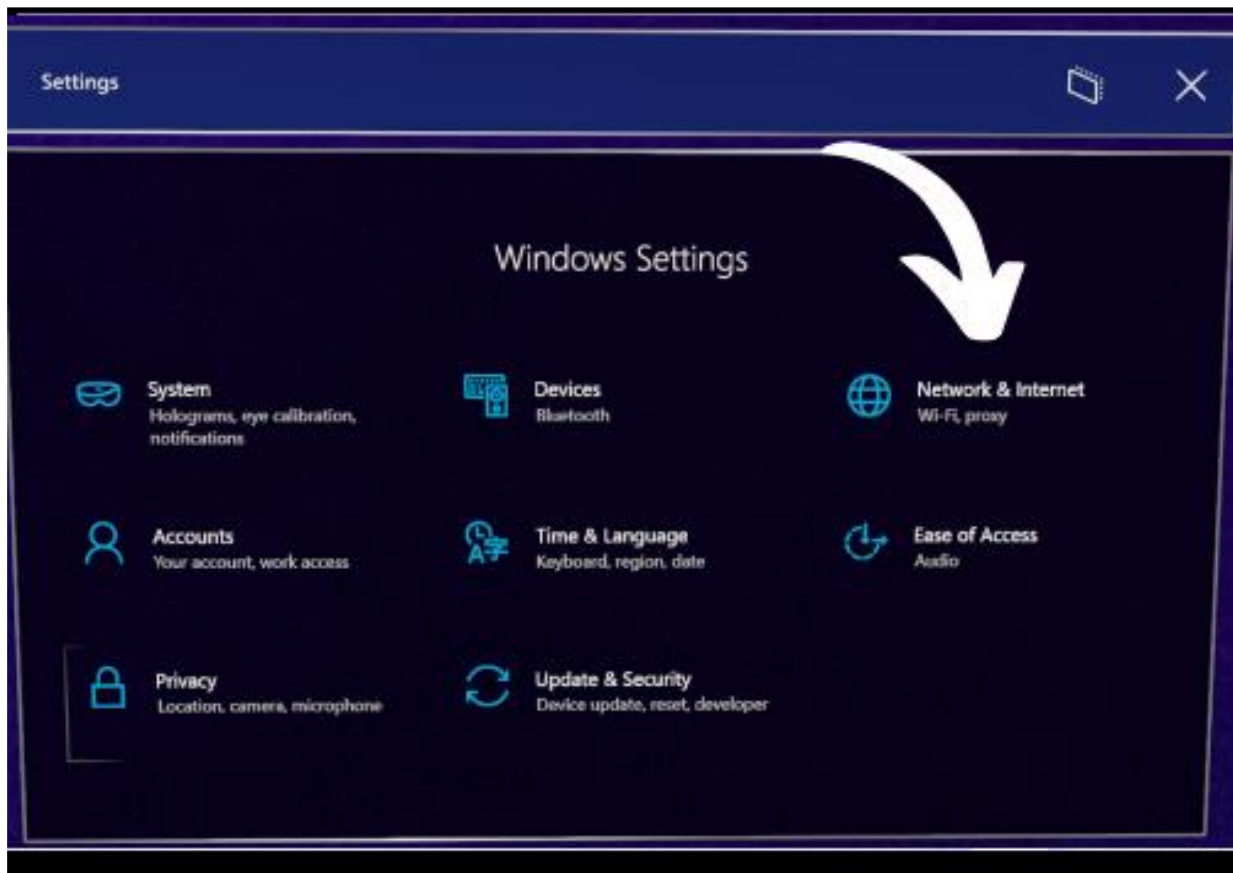 Settings
Windows Settings
System
Holograms, eye calibration,
notifications
Devices
Bluetooth
Network & Internet
Wi-Fi, proxy
Accounts
Your account, work access
Time & Language
Keyboard, region, date
Ease of Access
Audio
Privacy
Location, camera, microphone
Update & Security
Device update, reset, developer